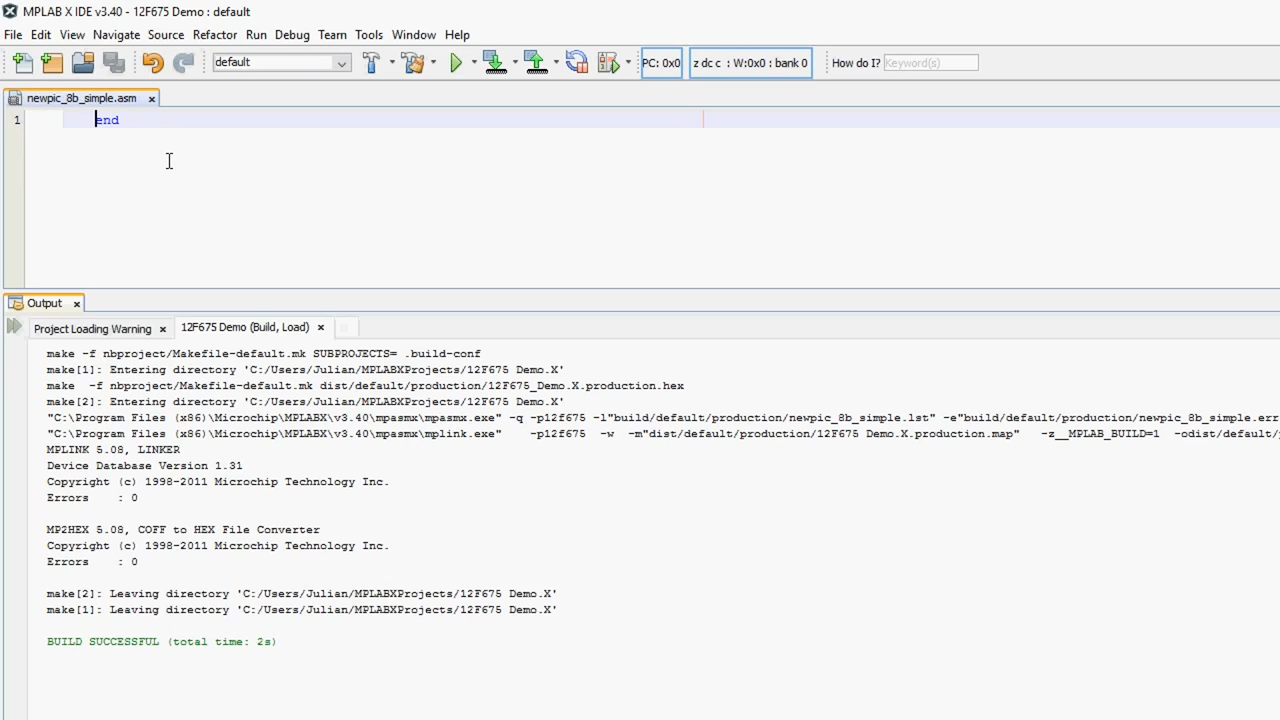 MPLAB X IDE v3.40 - 12F675 Demo : default
File Edit View Navigate Source Refactor Run Debug Team Tools Window Help
default PC: 0x0 z dc c : W:0x0 : bank 0 How do I? Keyword(s)
newpic_8b_simple.asm
1 end
Output
Project Loading Warning 12F675 Demo (Build, Load)
make -f nbproject/Makefile-default.mk SUBPROJECTS= .build-conf
make[1]: Entering directory 'C:/Users/Julian/MPLABXProjects/12F675 Demo.X'
make  -f nbproject/Makefile-default.mk dist/default/production/12F675_Demo.X.production.hex
make[2]: Entering directory 'C:/Users/Julian/MPLABXProjects/12F675 Demo.X'
"C:\Program Files (x86)\Microchip\MPLABX\v3.40\mpasmx\mpasmx.exe" -q -p12f675 -l"build/default/production/newpic_8b_simple.lst" -e"build/default/production/newpic_8b_simple.err
"C:\Program Files (x86)\Microchip\MPLABX\v3.40\mpasmx\mplink.exe"    -p12f675  -w  -m"dist/default/production/12F675 Demo.X.production.map"   -z__MPLAB_BUILD=1  -odist/default/
MPLINK 5.08, LINKER
Device Database Version 1.31
Copyright (c) 1998-2011 Microchip Technology Inc.
Errors    : 0
MP2HEX 5.08, COFF to HEX File Converter
Copyright (c) 1998-2011 Microchip Technology Inc.
Errors    : 0
make[2]: Leaving directory 'C:/Users/Julian/MPLABXProjects/12F675 Demo.X'
make[1]: Leaving directory 'C:/Users/Julian/MPLABXProjects/12F675 Demo.X'
BUILD SUCCESSFUL (total time: 2s)